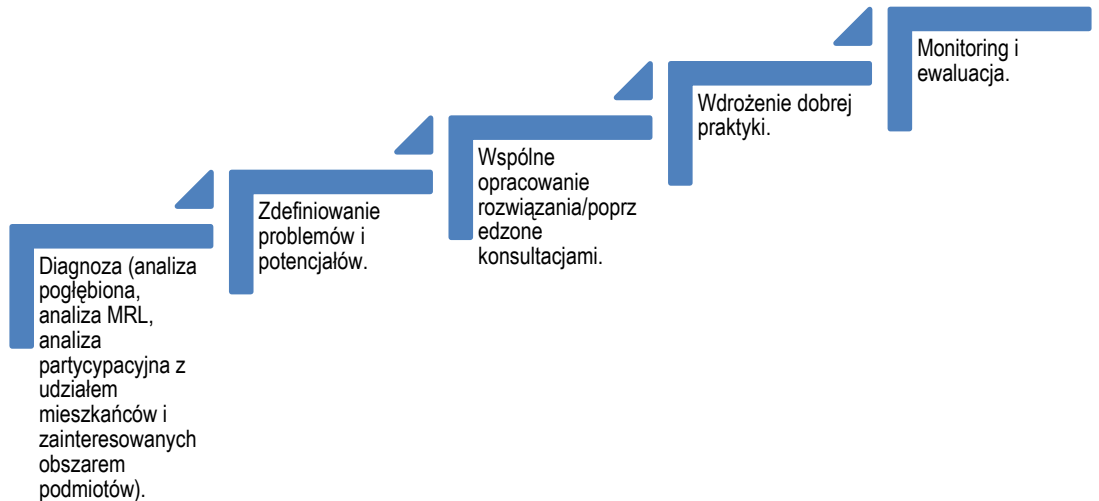 Diagnoza (analiza
pogłębiona,
analiza MRL,
analiza
partycypacyjna z
udziałem
mieszkańców i
zainteresowanych
obszarem
podmiotów).
Zdefiniowanie
problemów i
potencjałów.
Wspólne
opracowanie
rozwiązania/poprz
edzone
konsultacjami.
Wdrożenie dobrej
praktyki.
Monitoring i
ewaluacja.